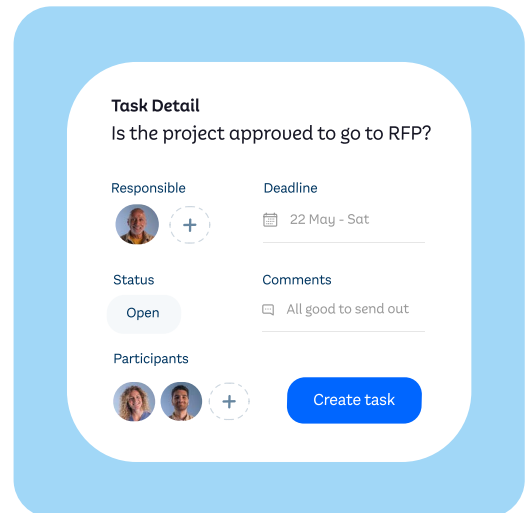 Task Detail
Is the project approved to go to RFP?
Responsible
Deadline
22 May - Sat
Status
Comments
Open
All good to send out
Participants
Create task